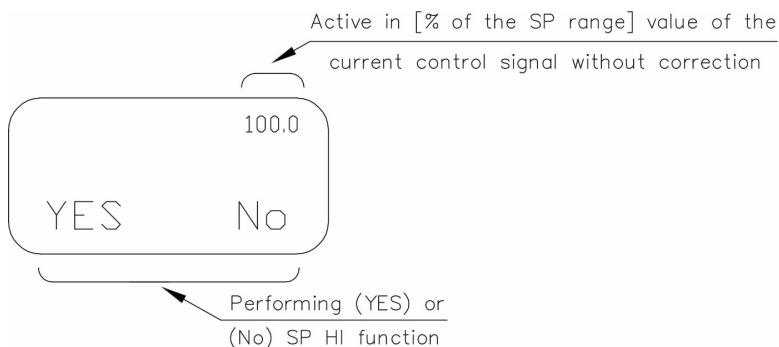 Active in [% of the SP range] value of the
current control signal without correction
100.0
YES No
Performing (YES) or
(No) SP HI function